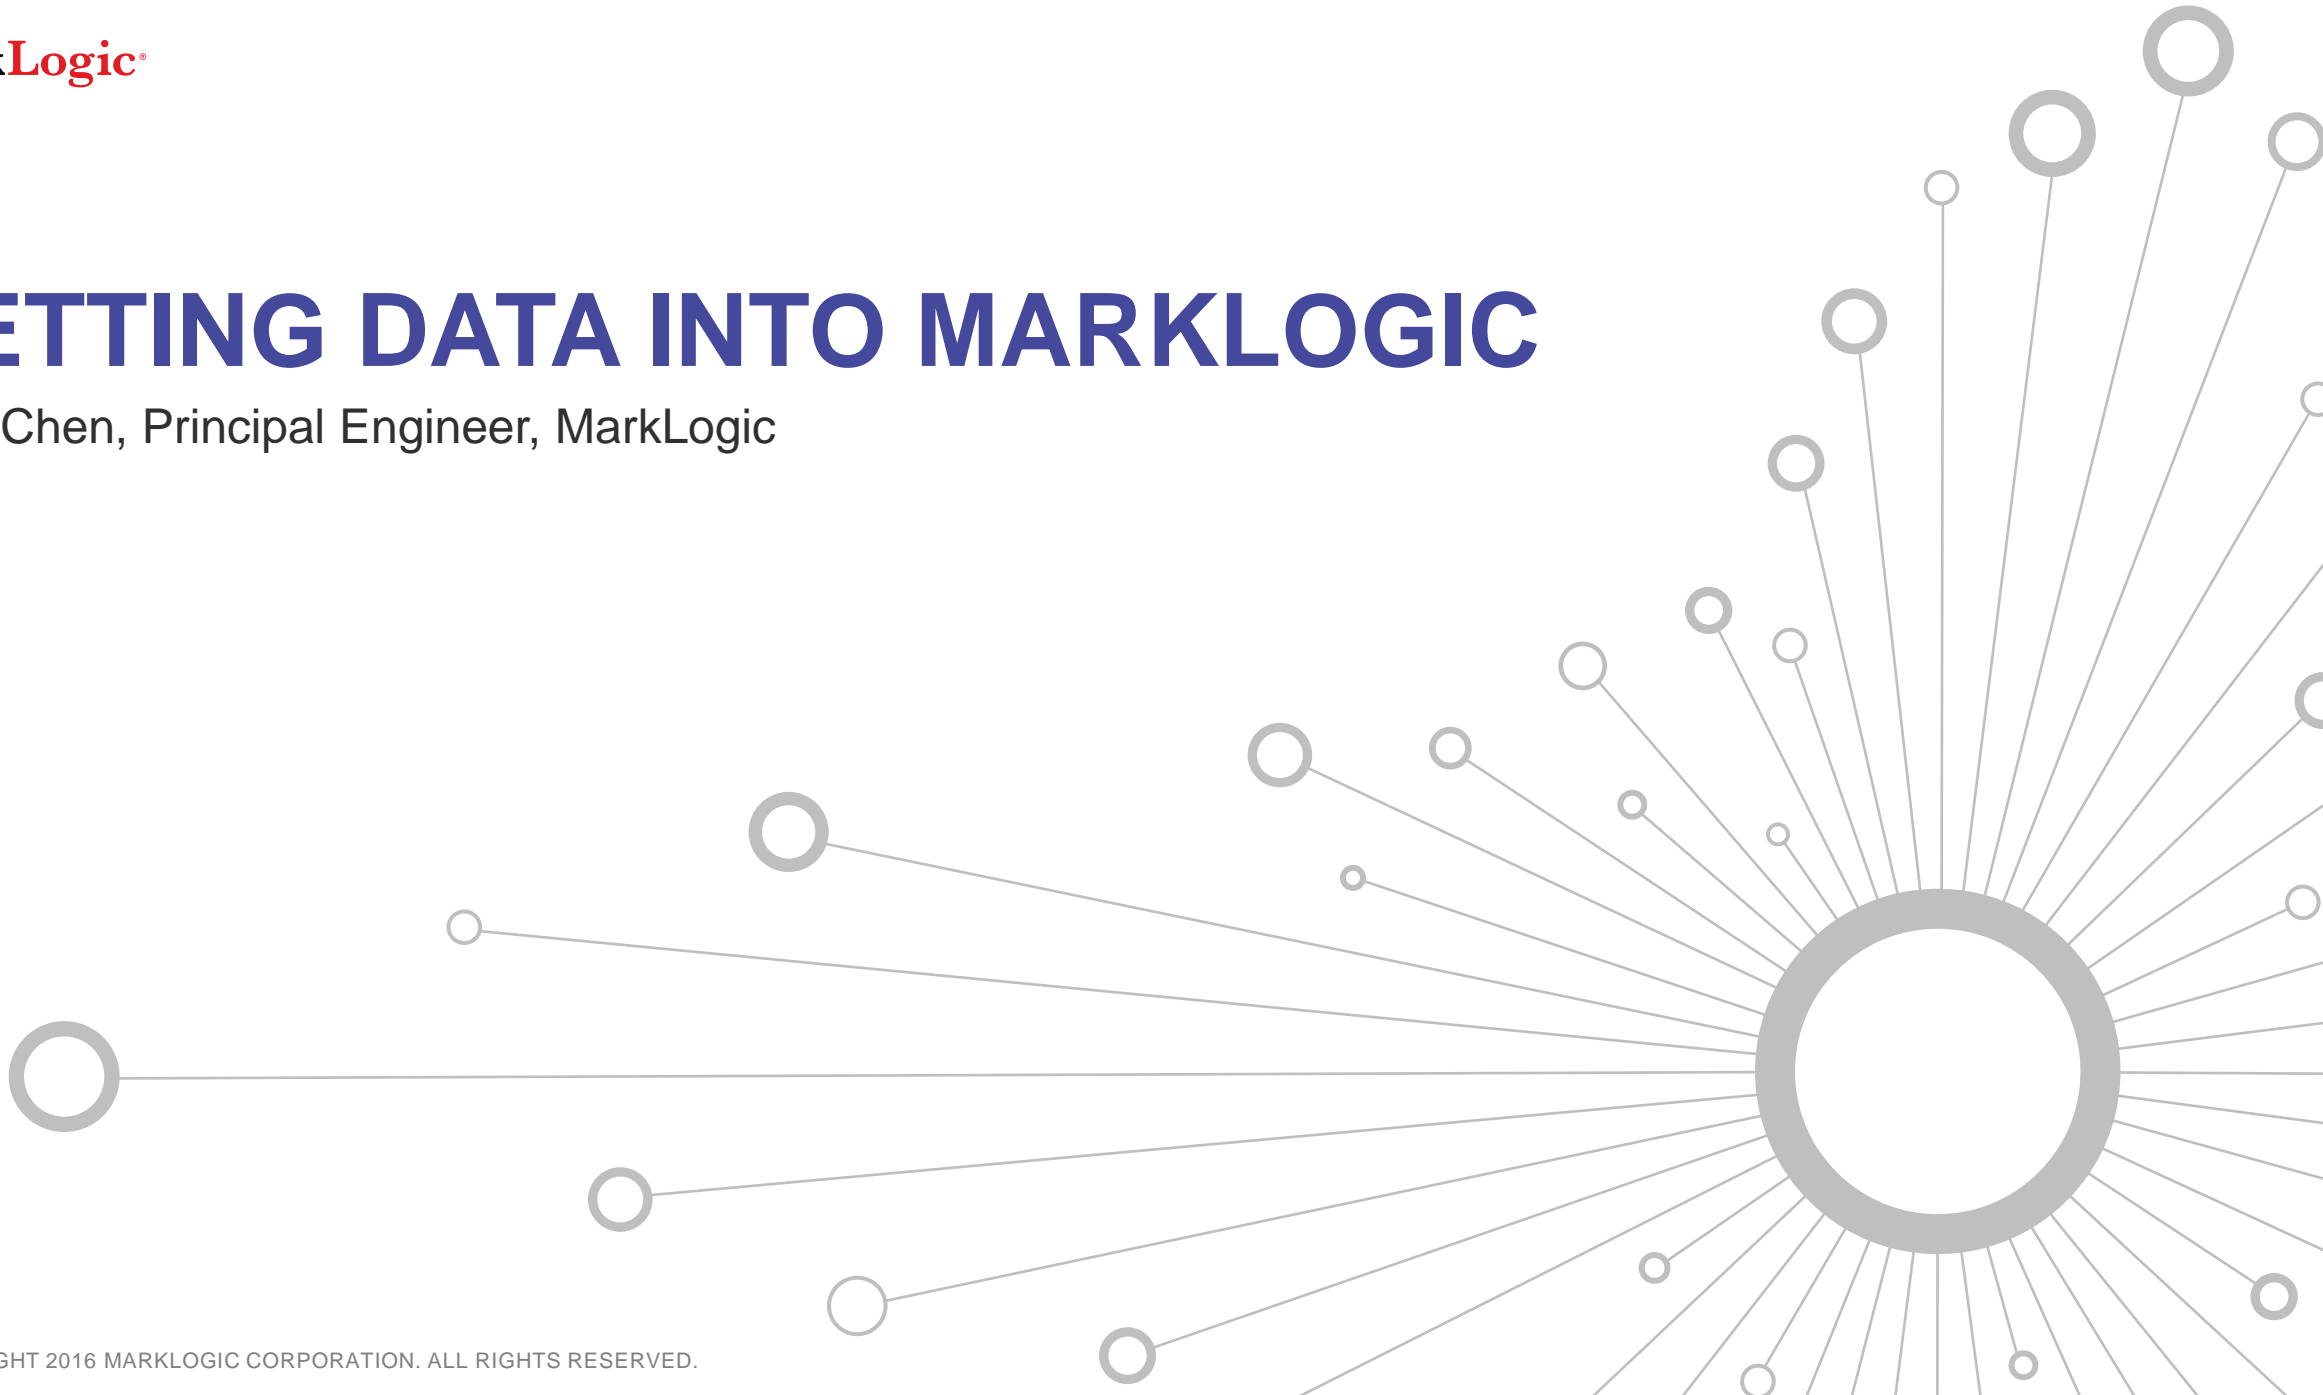 kLogic®
ETTING DATA INTO MARKLOGIC
Chen, Principal Engineer, MarkLogic
GHT 2016 MARKLOGIC CORPORATION. ALL RIGHTS RESERVED.